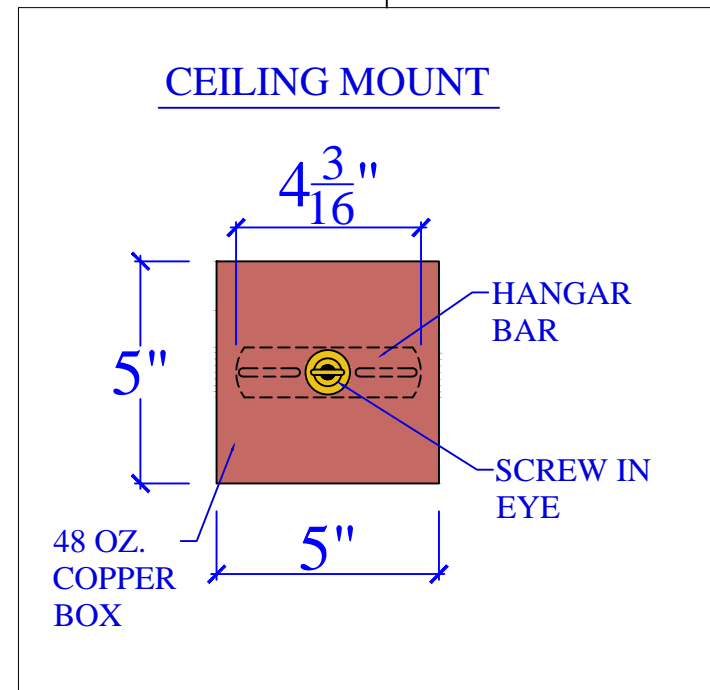 CEILING MOUNT
4 3/16"
HANGAR
BAR
5"
SCREW IN
EYE
48 OZ.
COPPER
BOX
5"